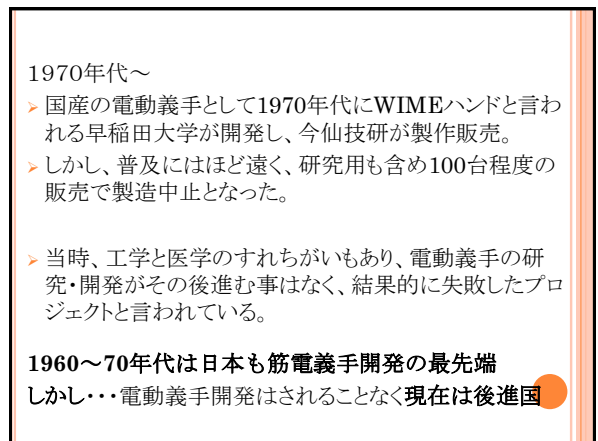 1970年代~
➢国産の電動義手として1970年代にWIMEハンドと言わ
れる早稲田大学が開発し、今仙技研が製作販売。
➢しかし、普及にはほど遠く、研究用も含め100台程度の
販売で製造中止となった。
➢当時、工学と医学のすれちがいもあり、電動義手の研
究・開発がその後進む事はなく、結果的に失敗したプロ
ジェクトと言われている。
1960~70年代は日本も筋電義手開発の最先端
しかし・・・電動義手開発はされることなく現在は後進国